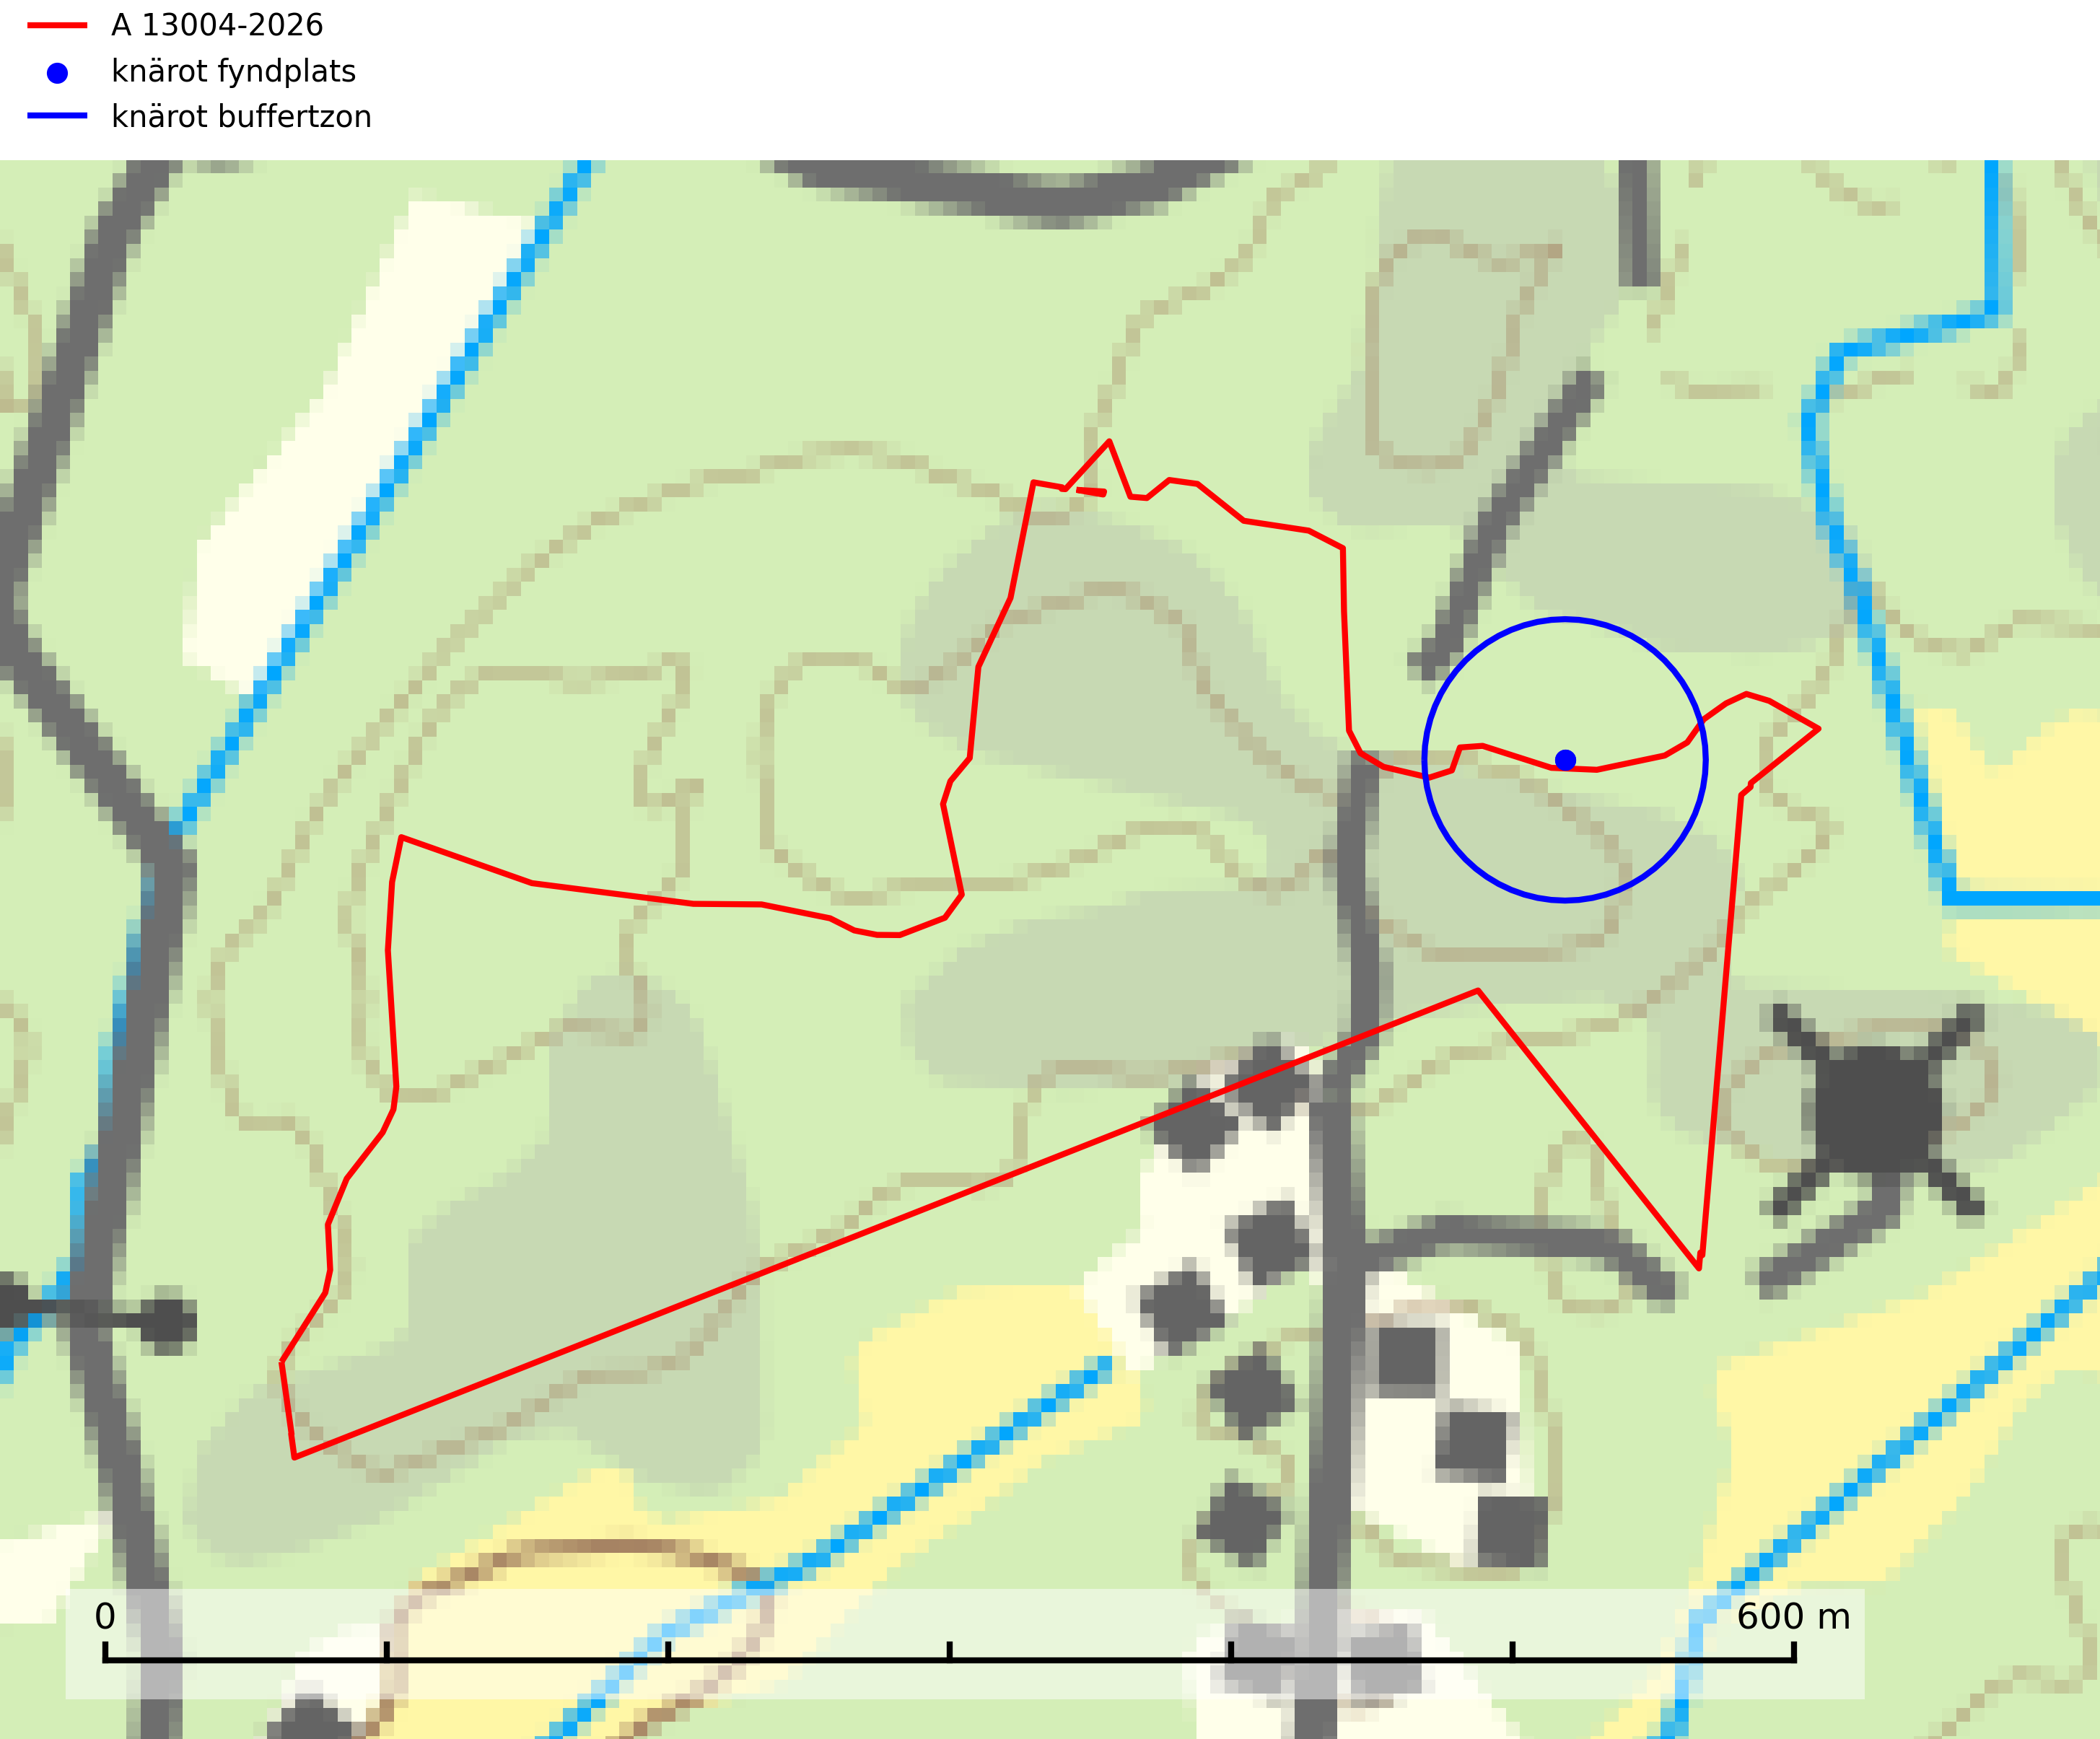 A 13004-2026
knärot fyndplats
knärot buffertzon
0
600 m